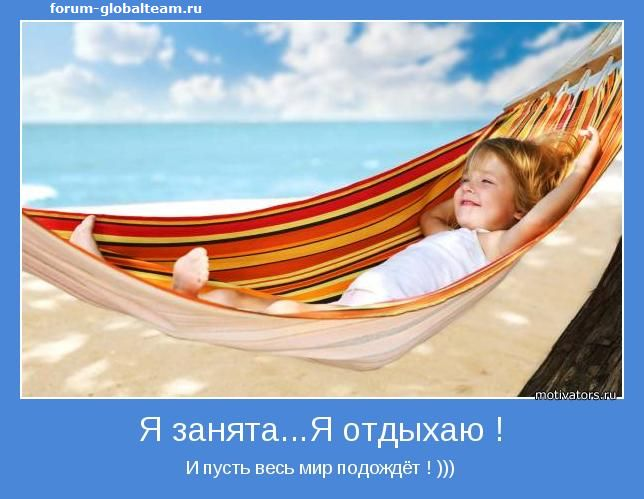 forum-globalteam.ru
motivators.ru
Я занята...Я отдыхаю !
И пусть весь мир подождёт ! )))